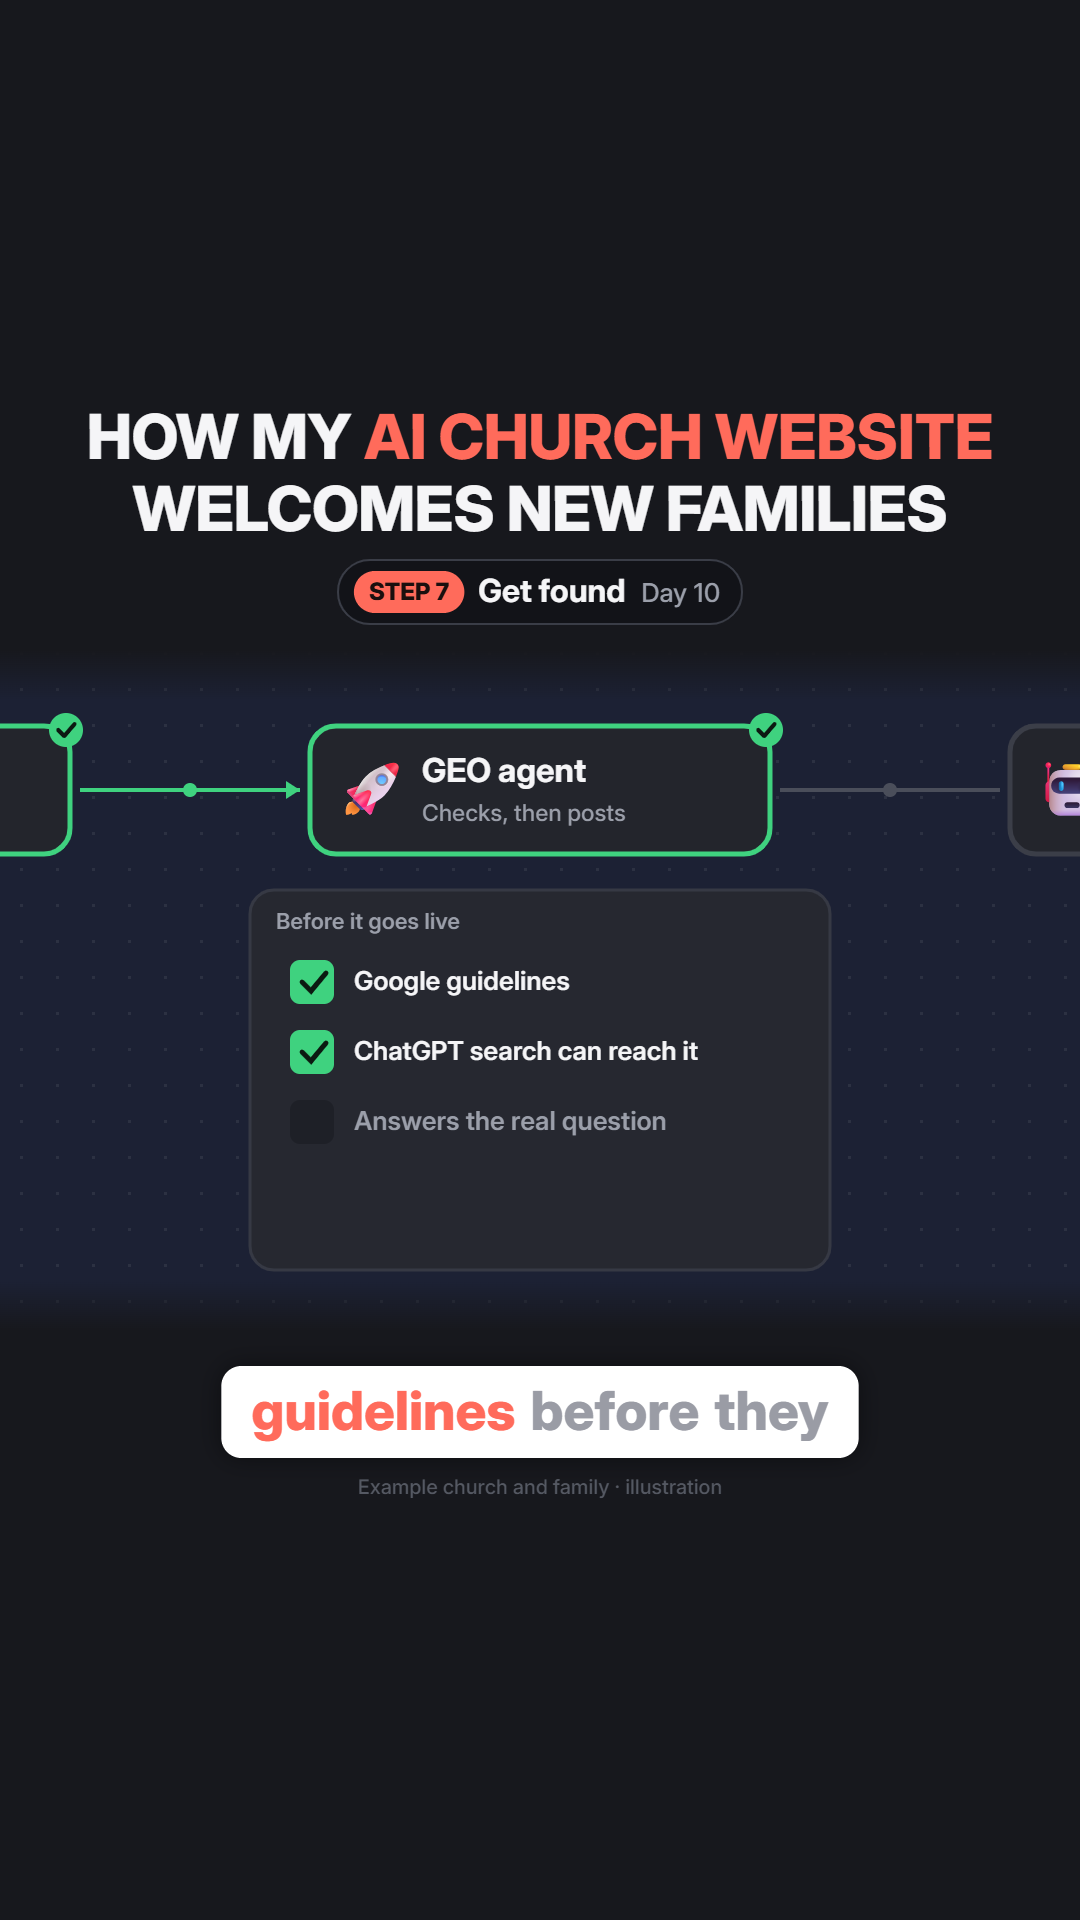 HOW MY AI CHURCH WEBSITE
WELCOMES NEW FAMILIES
STEP 7 Get found Day 10
GEO agent
Checks, then posts
Before it goes live
Google guidelines
ChatGPT search can reach it
Answers the real question
guidelines before they
Example church and family · illustration